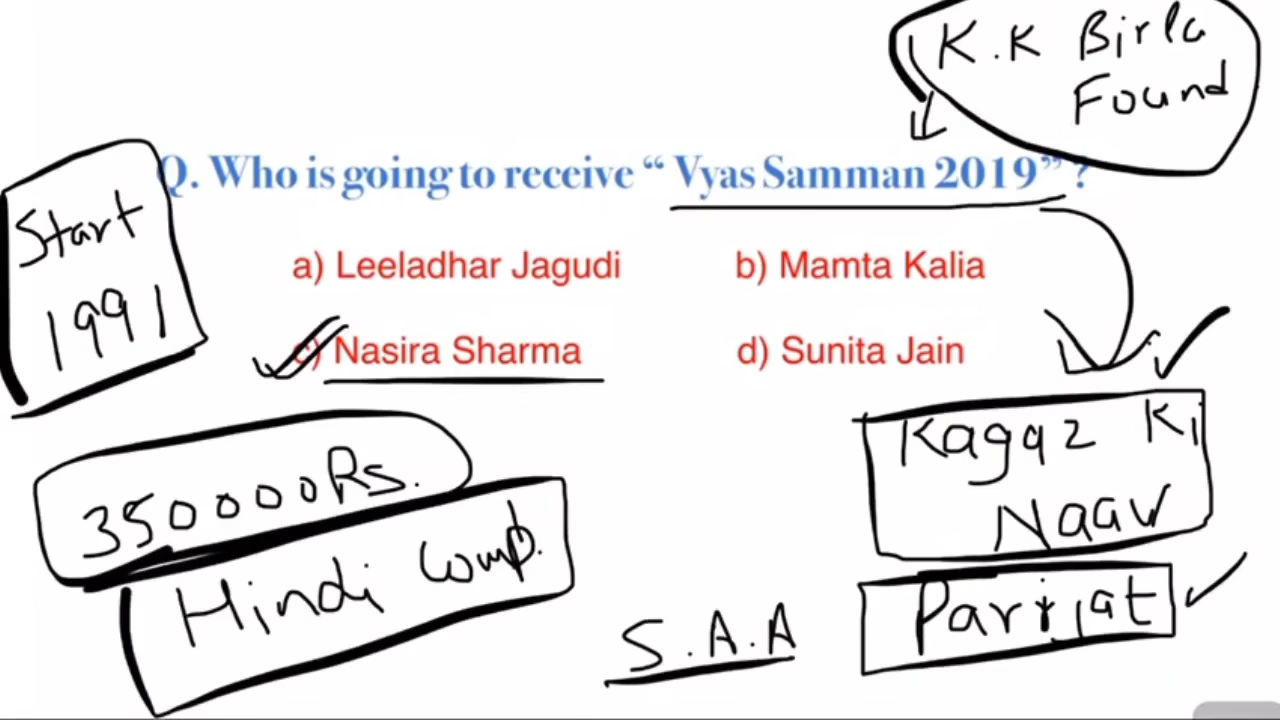 K.K Birla
Found
Q. Who is going to receive “ Vyas Samman 2019” ?
Start
1991
a) Leeladhar Jagudi
b) Mamta Kalia
c) Nasira Sharma
d) Sunita Jain
350000Rs.
Hindi Comp.
Kagaz Ki
Naav
Parijat
S.A.A